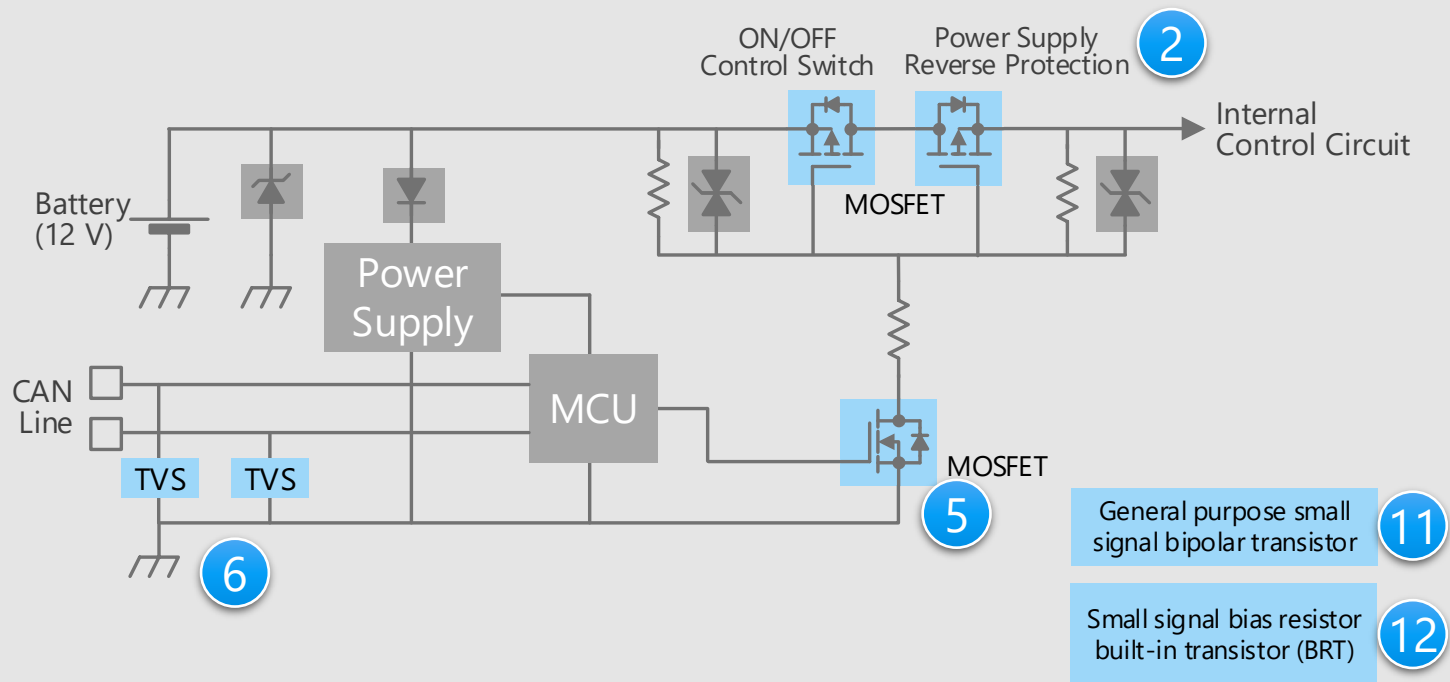 ON/OFF
Control Switch
Power Supply
Reverse Protection
2
Internal
Control Circuit
MOSFET
Battery
(12 V)
Power
Supply
CAN
Line
MCU
TVS
TVS
MOSFET
5
6
General purpose small
signal bipolar transistor
11
Small signal bias resistor
built-in transistor (BRT)
12